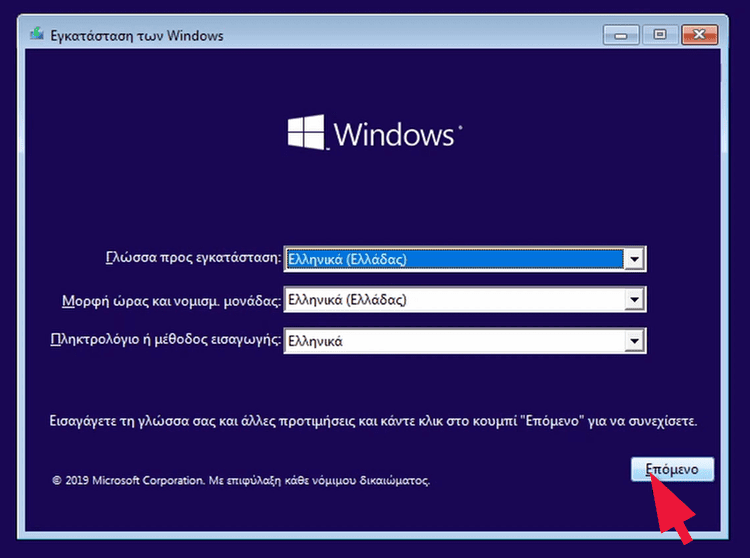 Εγκατάσταση των Windows
Windows®
Γλώσσα προς εγκατάσταση: Ελληνικά (Ελλάδας)
Μορφή ώρας και νομισμ. μονάδας: Ελληνικά (Ελλάδας)
Πληκτρολόγιο ή μέθοδος εισαγωγής: Ελληνικά
Εισαγάγετε τη γλώσσα σας και άλλες προτιμήσεις και κάντε κλικ στο κουμπί "Επόμενο" για να συνεχίσετε.
Επόμενο
© 2019 Microsoft Corporation. Με επιφύλαξη κάθε νόμιμου δικαιώματος.